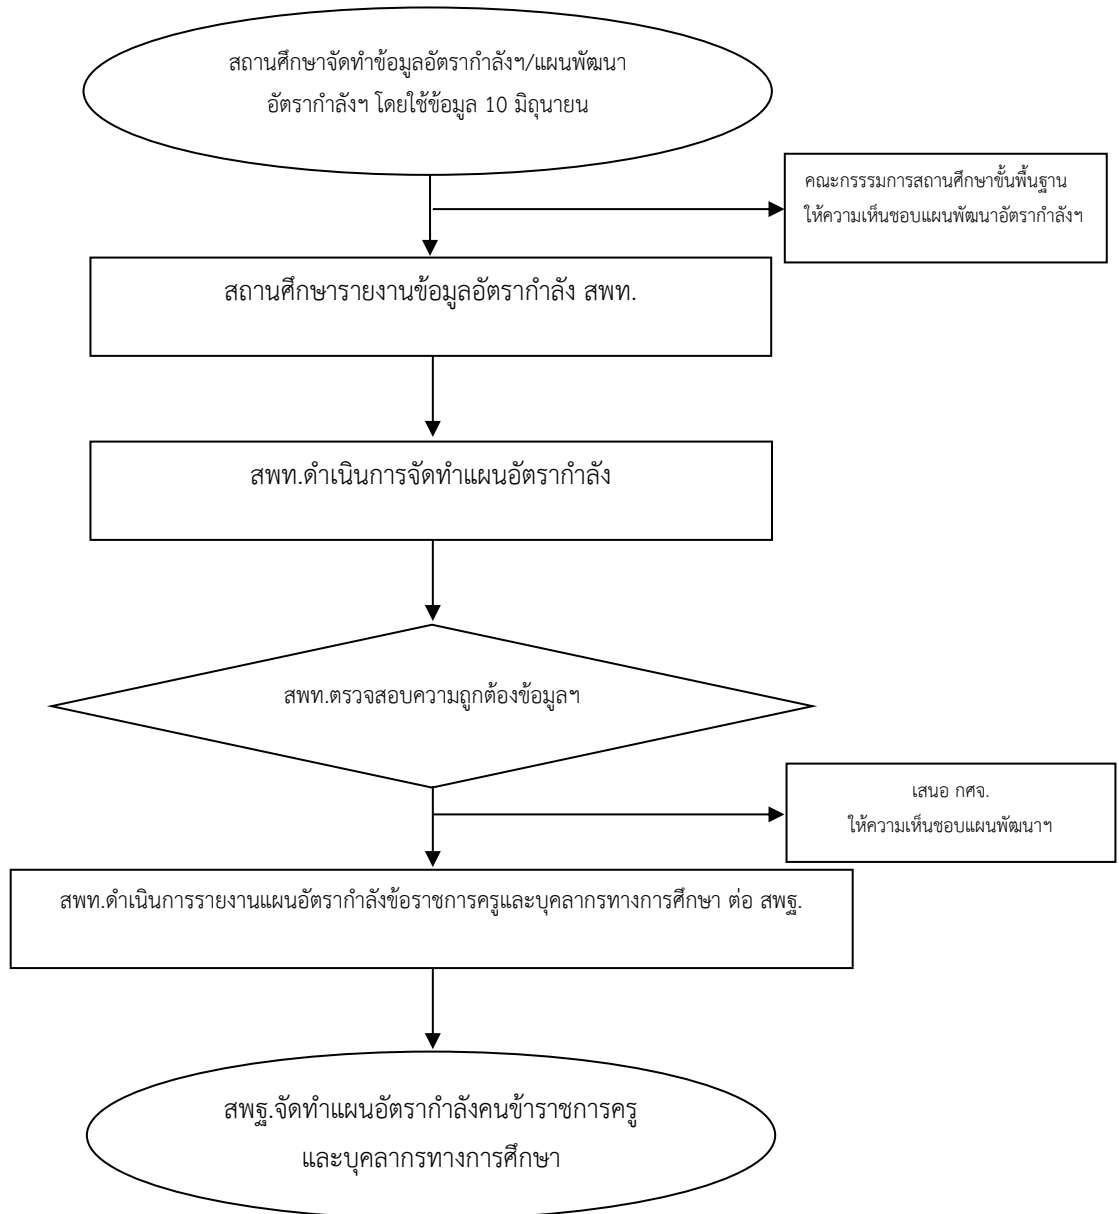 สถานศึกษาจัดทำข้อมูลอัตรากำลังฯ/แผนพัฒนา
อัตรากำลังฯ โดยใช้ข้อมูล 10 มิถุนายน
คณะกรรรมการสถานศึกษาขั้นพื้นฐาน
ให้ความเห็นชอบแผนพัฒนาอัตรากำลังฯ
สถานศึกษารายงานข้อมูลอัตรากำลัง สพท.
สพท.ดำเนินการจัดทำแผนอัตรากำลัง
สพท.ตรวจสอบความถูกต้องข้อมูลฯ
เสนอ กศจ.
ให้ความเห็นชอบแผนพัฒนาฯ
สพท.ดำเนินการรายงานแผนอัตรากำลังข้อราชการครูและบุคลากรทางการศึกษา ต่อ สพฐ.
สพฐ.จัดทำแผนอัตรากำลังคนข้าราชการครู
และบุคลากรทางการศึกษา